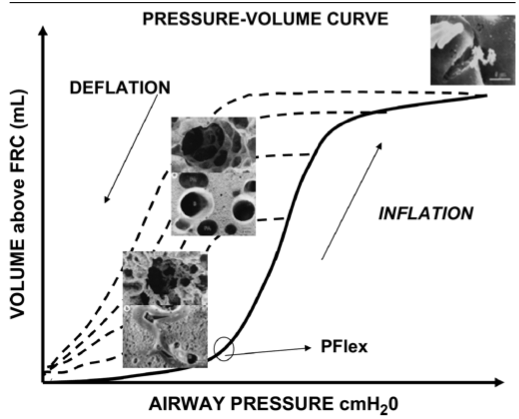 PRESSURE-VOLUME CURVE
DEFLATION
VOLUME above FRC (mL)
INFLATION
PFlex
AIRWAY PRESSURE cmH20